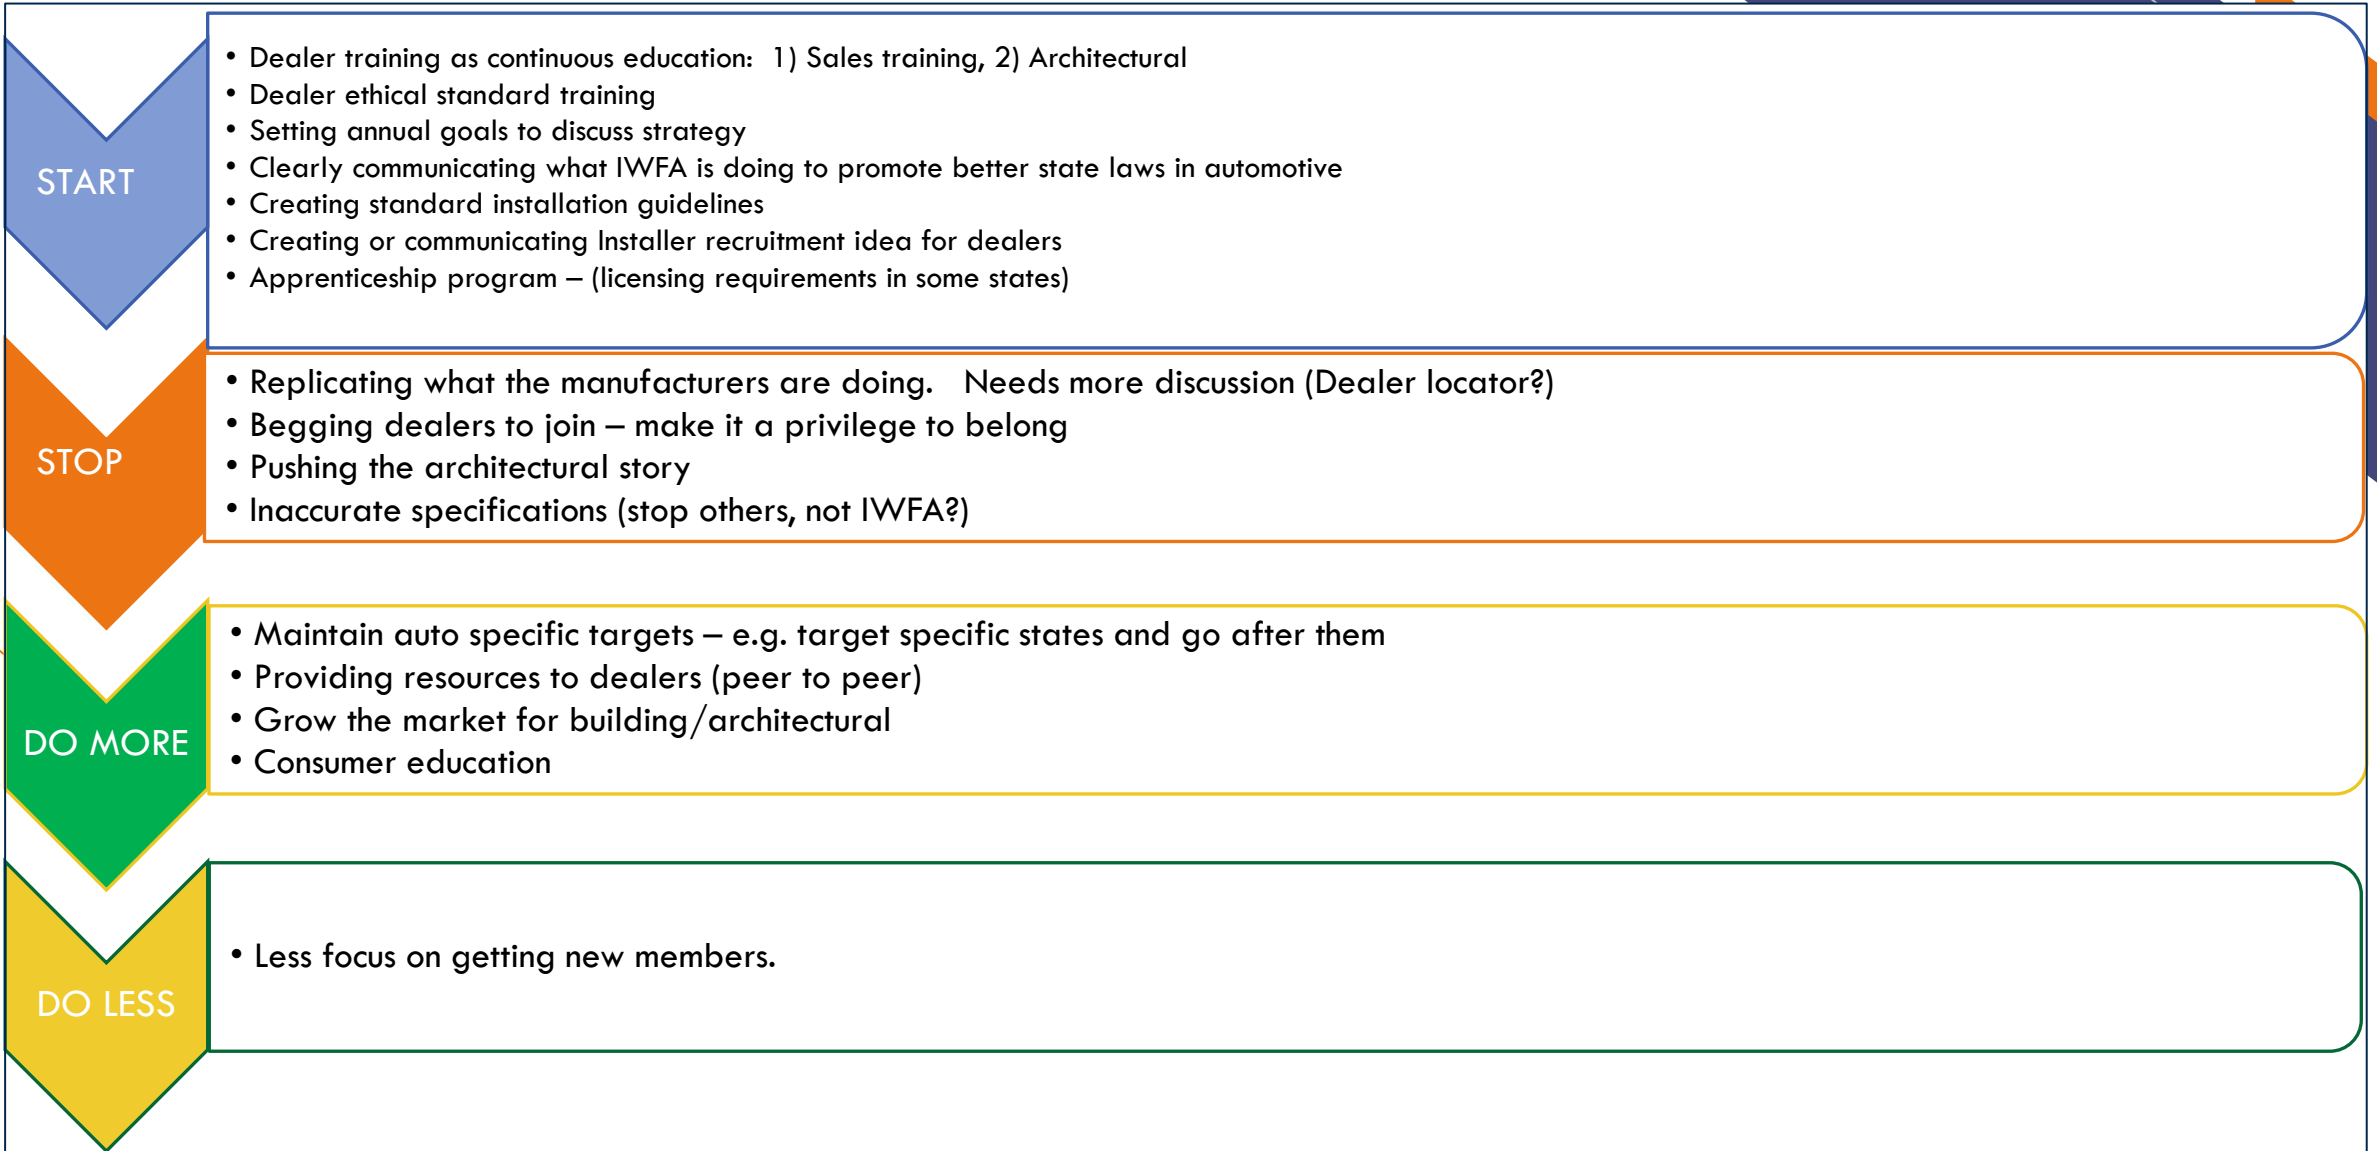 START
• Dealer training as continuous education:  1) Sales training, 2) Architectural
• Dealer ethical standard training
• Setting annual goals to discuss strategy
• Clearly communicating what IWFA is doing to promote better state laws in automotive
• Creating standard installation guidelines
• Creating or communicating Installer recruitment idea for dealers
• Apprenticeship program – (licensing requirements in some states)
STOP
• Replicating what the manufacturers are doing.   Needs more discussion (Dealer locator?)
• Begging dealers to join – make it a privilege to belong
• Pushing the architectural story
• Inaccurate specifications (stop others, not IWFA?)
DO MORE
• Maintain auto specific targets – e.g. target specific states and go after them
• Providing resources to dealers (peer to peer)
• Grow the market for building/architectural
• Consumer education
DO LESS
• Less focus on getting new members.